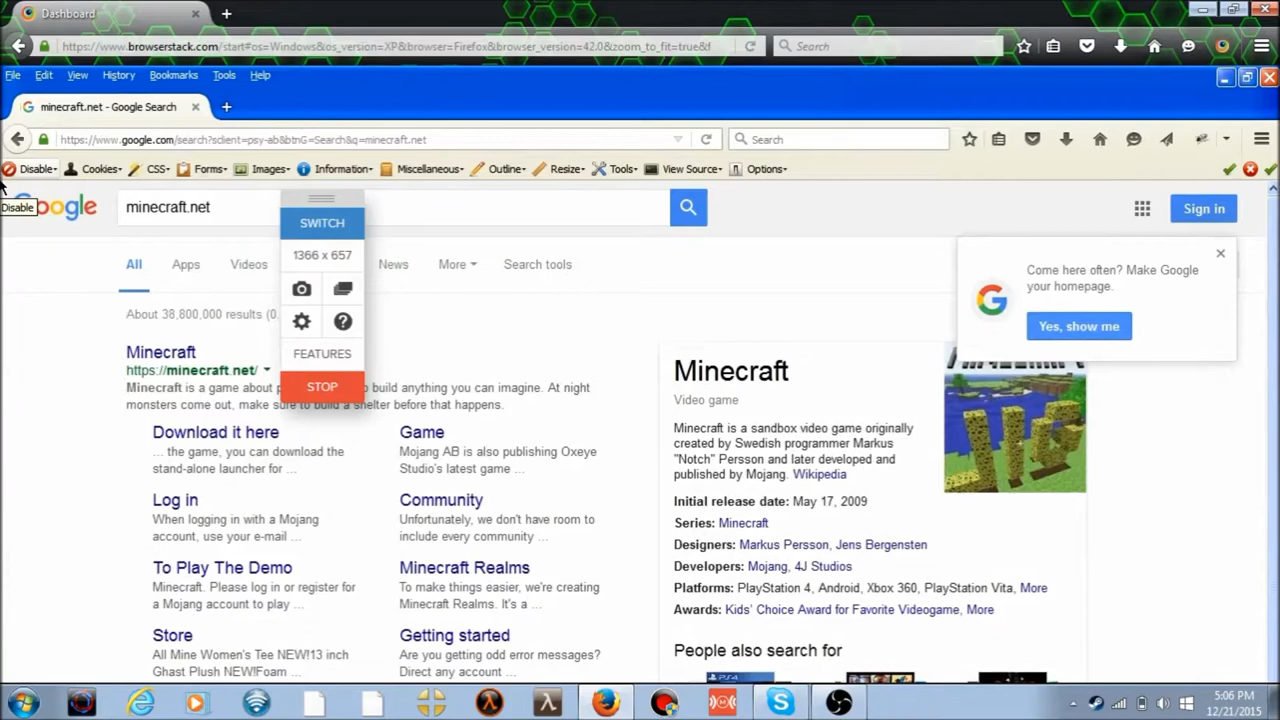 Dashboard
https://www.browserstack.com/start#os=Windows&os_version=XP&browser=Firefox&browser_version=42.0&zoom_to_fit=true&f
Search
File Edit View History Bookmarks Tools Help
minecraft.net - Google Search
https://www.google.com/search?sclient=psy-ab&btnG=Search&q=minecraft.net
Search
Disable Cookies CSS Forms Images Information Miscellaneous Outline Resize Tools View Source Options
Disable
minecraft.net
Sign in
SWITCH
1366 x 657
FEATURES
STOP
All Apps Videos News More Search tools
Come here often? Make Google
your homepage.
Yes, show me
About 38,800,000 results (0.
Minecraft
https://minecraft.net/
Minecraft is a game about build anything you can imagine. At night
monsters come out, make sure to build a shelter before that happens.
Download it here
... the game, you can download the
stand-alone launcher for ...
Game
Mojang AB is also publishing Oxeye
Studio's latest game ...
Log in
When logging in with a Mojang
account, use your e-mail ...
Community
Unfortunately, we don't have room to
include every community ...
To Play The Demo
Minecraft. Please log in or register for
a Mojang account to play ...
Minecraft Realms
To make things easier, we're creating
Minecraft Realms. It's a ...
Store
All Mine Women's Tee NEW!13 inch
Ghast Plush NEW!Foam ...
Getting started
Are you getting odd error messages?
Direct any account ...
Minecraft
Video game
Minecraft is a sandbox video game originally
created by Swedish programmer Markus
"Notch" Persson and later developed and
published by Mojang. Wikipedia
Initial release date: May 17, 2009
Series: Minecraft
Designers: Markus Persson, Jens Bergensten
Developers: Mojang, 4J Studios
Platforms: PlayStation 4, Android, Xbox 360, PlayStation Vita, More
Awards: Kids' Choice Award for Favorite Videogame, More
People also search for
5:06 PM
12/21/2015